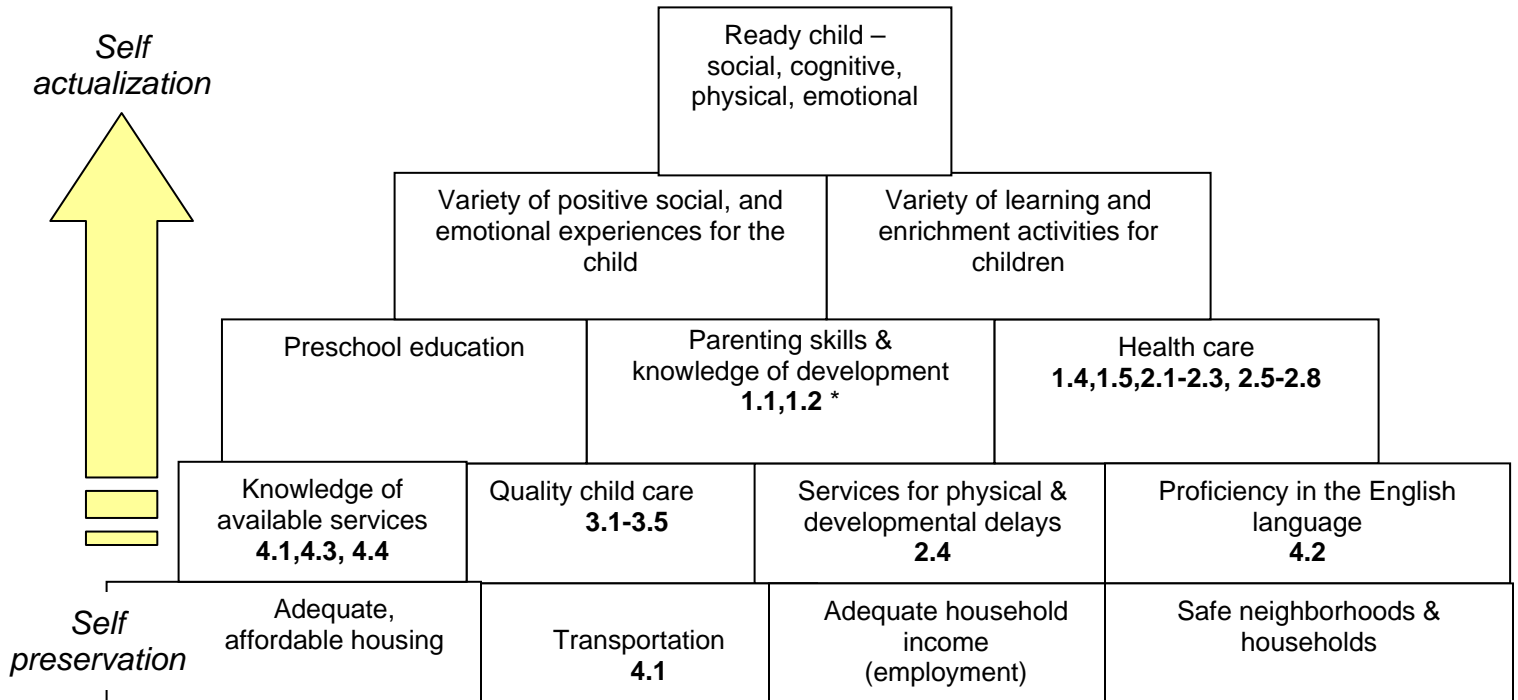 Self
actualization
Ready child –
social, cognitive,
physical, emotional
Variety of positive social, and
emotional experiences for the
child
Variety of learning and
enrichment activities for
children
Preschool education
Parenting skills &
knowledge of development
1.1,1.2 *
Health care
1.4,1.5,2.1-2.3, 2.5-2.8
Knowledge of
available services
4.1,4.3, 4.4
Quality child care
3.1-3.5
Services for physical &
developmental delays
2.4
Proficiency in the English
language
4.2
Self
preservation
Adequate,
affordable housing
Transportation
4.1
Adequate household
income
(employment)
Safe neighborhoods &
households